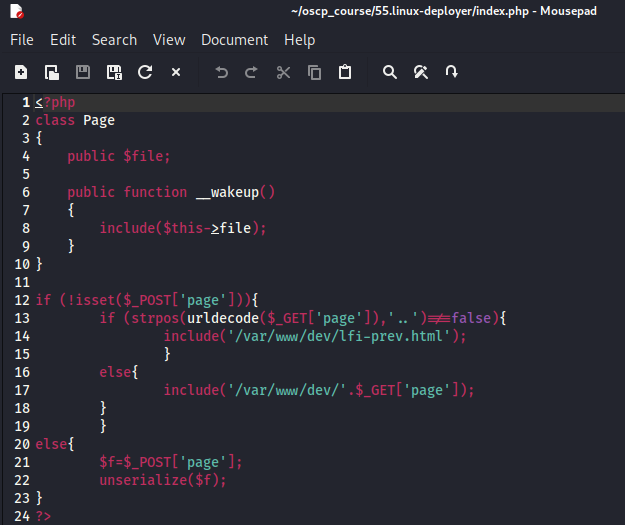 ~/oscp_course/55.linux-deployer/index.php - Mousepad
File Edit Search View Document Help
1 <?php
2 class Page
3 {
4     public $file;
5
6     public function __wakeup()
7     {
8         include($this->file);
9     }
10 }
11
12 if (!isset($_POST['page'])){
13         if (strpos(urldecode($_GET['page']),'..')!==false){
14                 include('/var/www/dev/lfi-prev.html');
15                 }
16         else{
17                 include('/var/www/dev/'.$_GET['page']);
18         }
19         }
20 else{
21         $f=$_POST['page'];
22         unserialize($f);
23 }
24 ?>